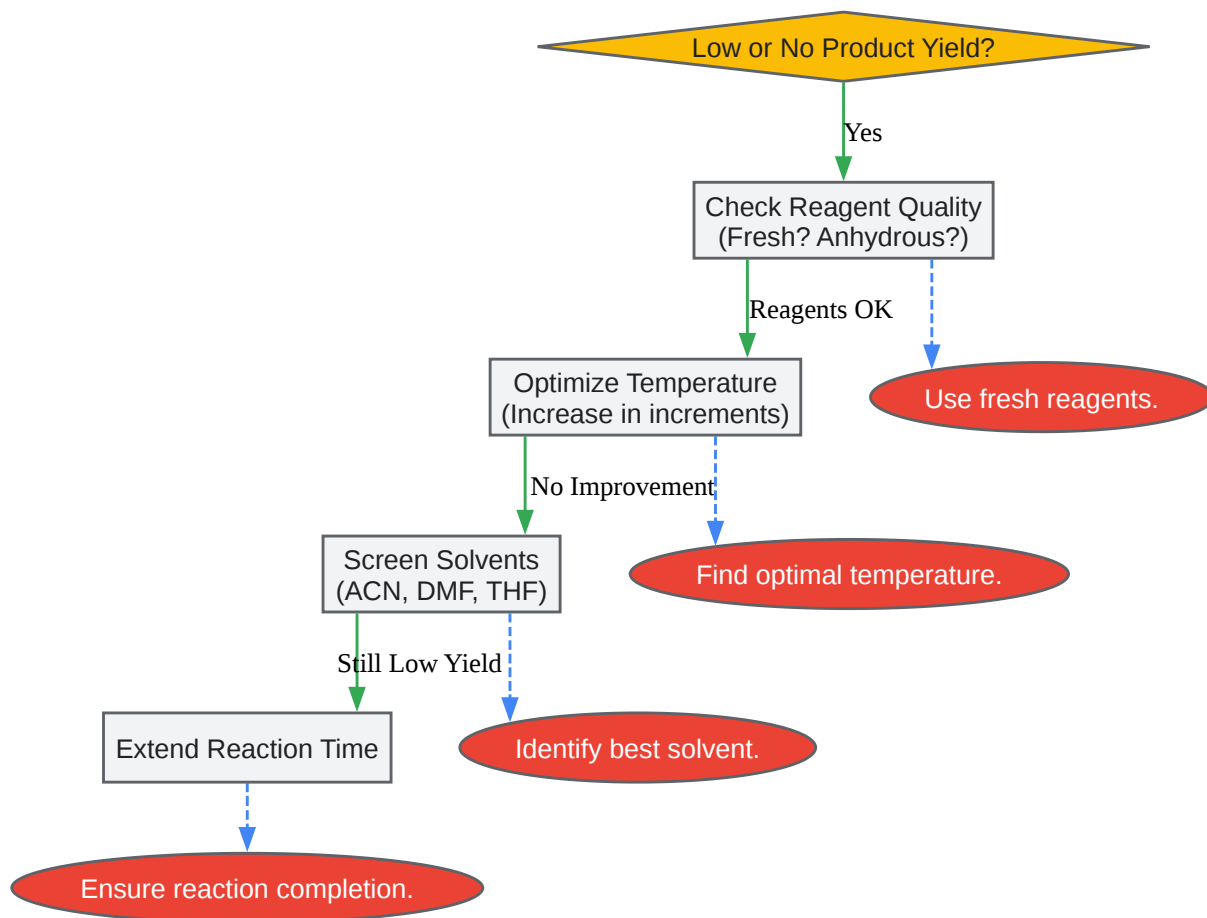 Low or No Product Yield?
Yes
Check Reagent Quality
(Fresh? Anhydrous?)
Reagents OK
Optimize Temperature
(Increase in increments)
Use fresh reagents.
No Improvement
Screen Solvents
(ACN, DMF, THF)
Find optimal temperature.
Still Low Yield
Extend Reaction Time
Identify best solvent.
Ensure reaction completion.